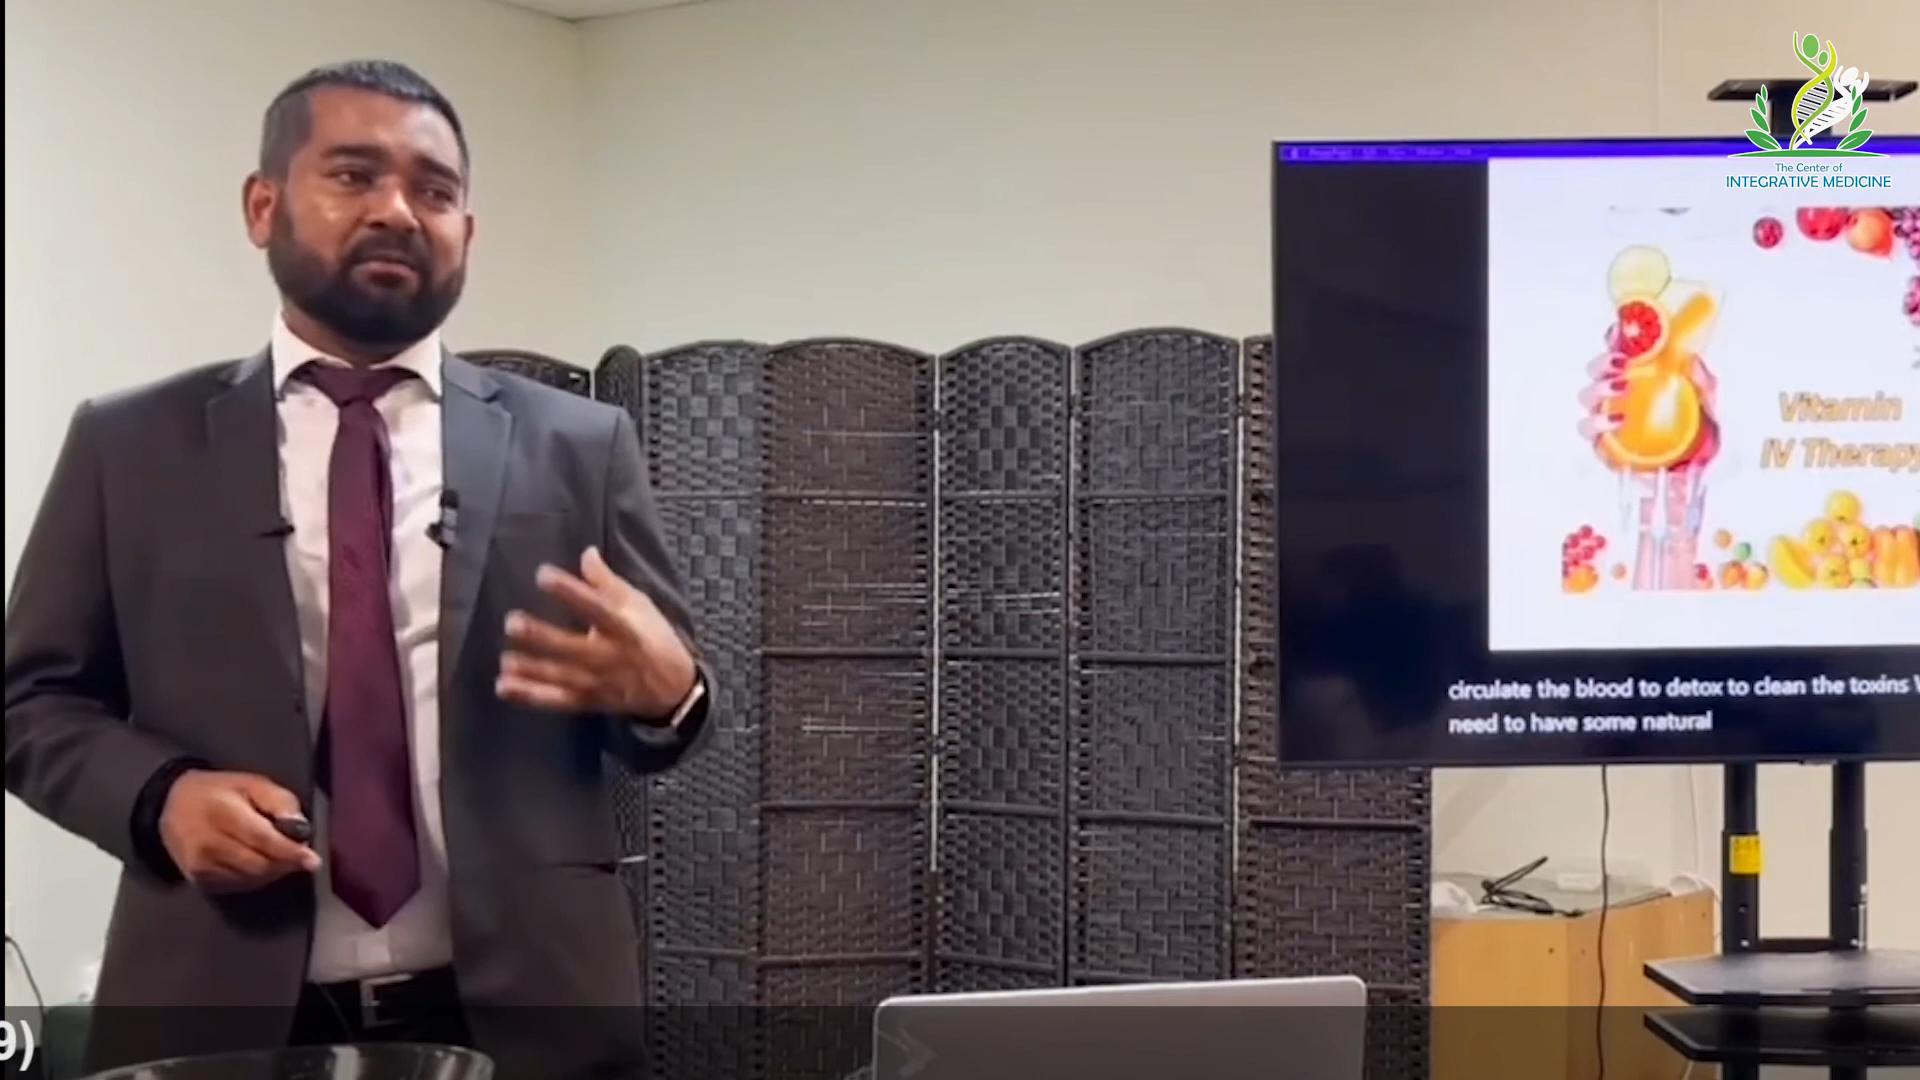 The Center of
INTEGRATIVE MEDICINE
Vitamin
IV Therapy
circulate the blood to detox to clean the toxins
need to have some natural
9)